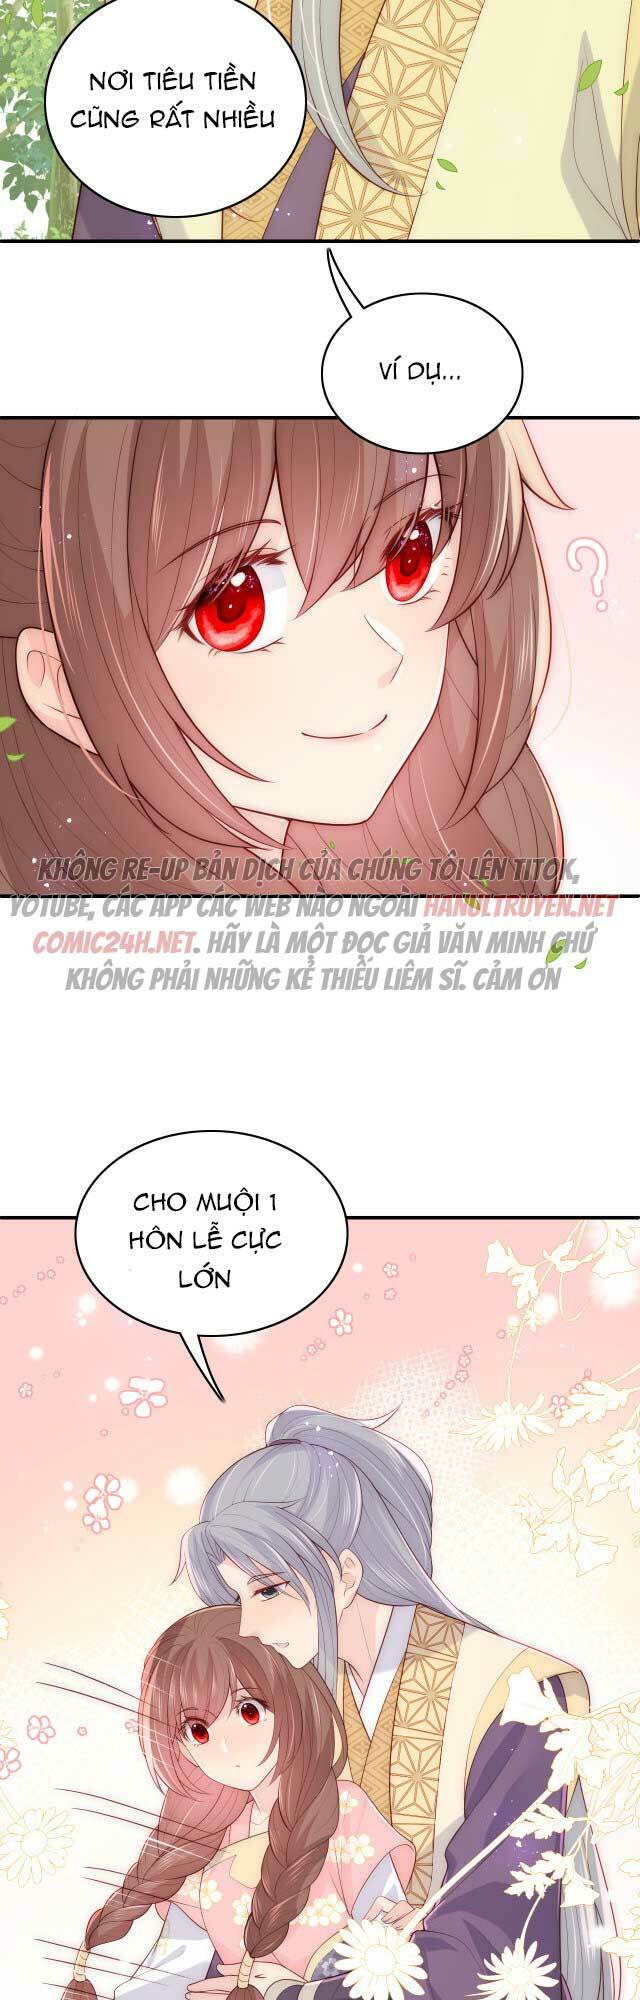 NƠI TIÊU TIỀN
CŨNG RẤT NHIỀU
VÍ DỤ...
?
KHÔNG RE-UP BẢN DỊCH CỦA CHÚNG TÔI LÊN TITOK,
YOTUBE, CÁC APP CÁC WEB NÀO NGOÀI HAMLTRUYEN.NET
COMIC24H.NET. HÃY LÀ MỘT ĐỌC GIẢ VĂN MINH CHỨ
KHÔNG PHẢI NHỮNG KẺ THIẾU LIÊM SĨ. CẢM ƠN
CHO MUỘI 1
HÔN LỄ CỰC
LỚN